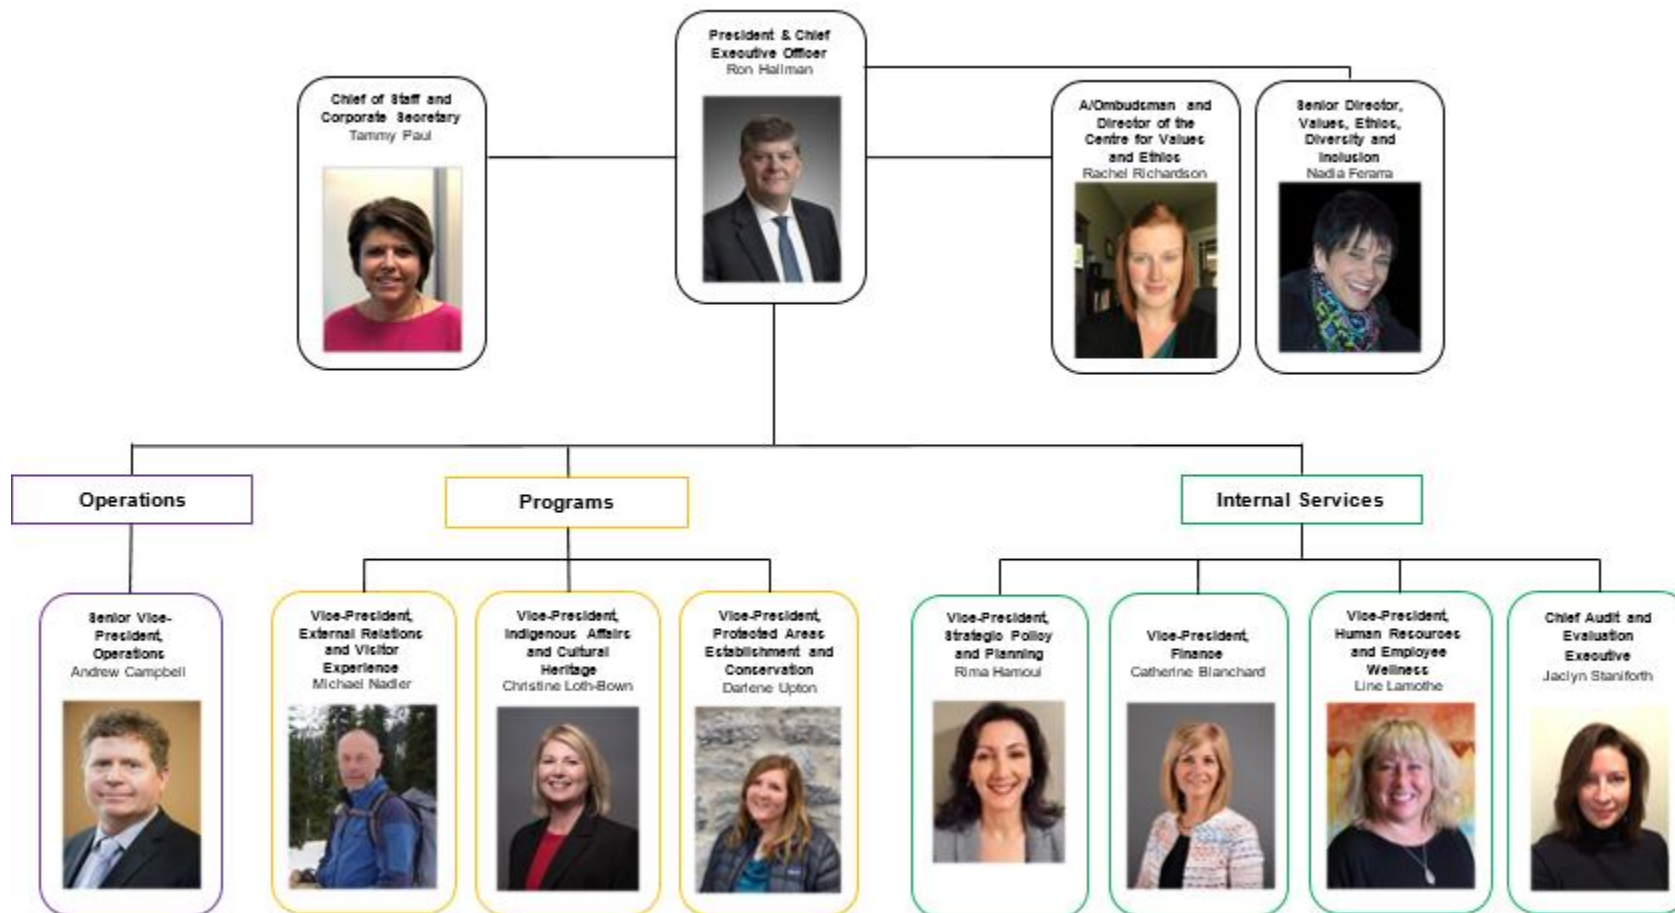 President & Chief
Executive Officer
Ron Hallman
Chief of Staff and
Corporate Secretary
Tammy Paul
A/Ombudsman and
Director of the
Centre for Values
and Ethics
Rachel Richardson
Senior Director,
Values, Ethics,
Diversity and
Inclusion
Nadia Ferarra
Operations
Programs
Internal Services
Senior Vice-
President,
Operations
Andrew Campbell
Vice-President,
External Relations
and Visitor
Experience
Michael Nadler
Vice-President,
Indigenous Affairs
and Cultural
Heritage
Christine Loth-Bown
Vice-President,
Protected Areas
Establishment and
Conservation
Darlene Upton
Vice-President,
Strategic Policy
and Planning
Rima Hamoui
Vice-President,
Finance
Catherine Blanchard
Vice-President,
Human Resources
and Employee
Wellness
Line Lamothe
Chief Audit and
Evaluation
Executive
Jaclyn Staniforth